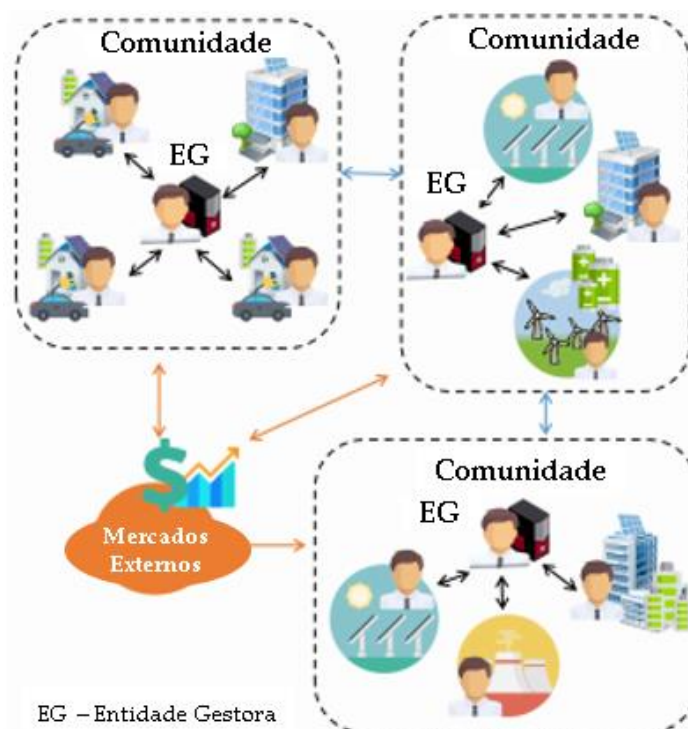 Comunidade
EG
Comunidade
EG
Comunidade
EG
Mercados
Externos
EG – Entidade Gestora